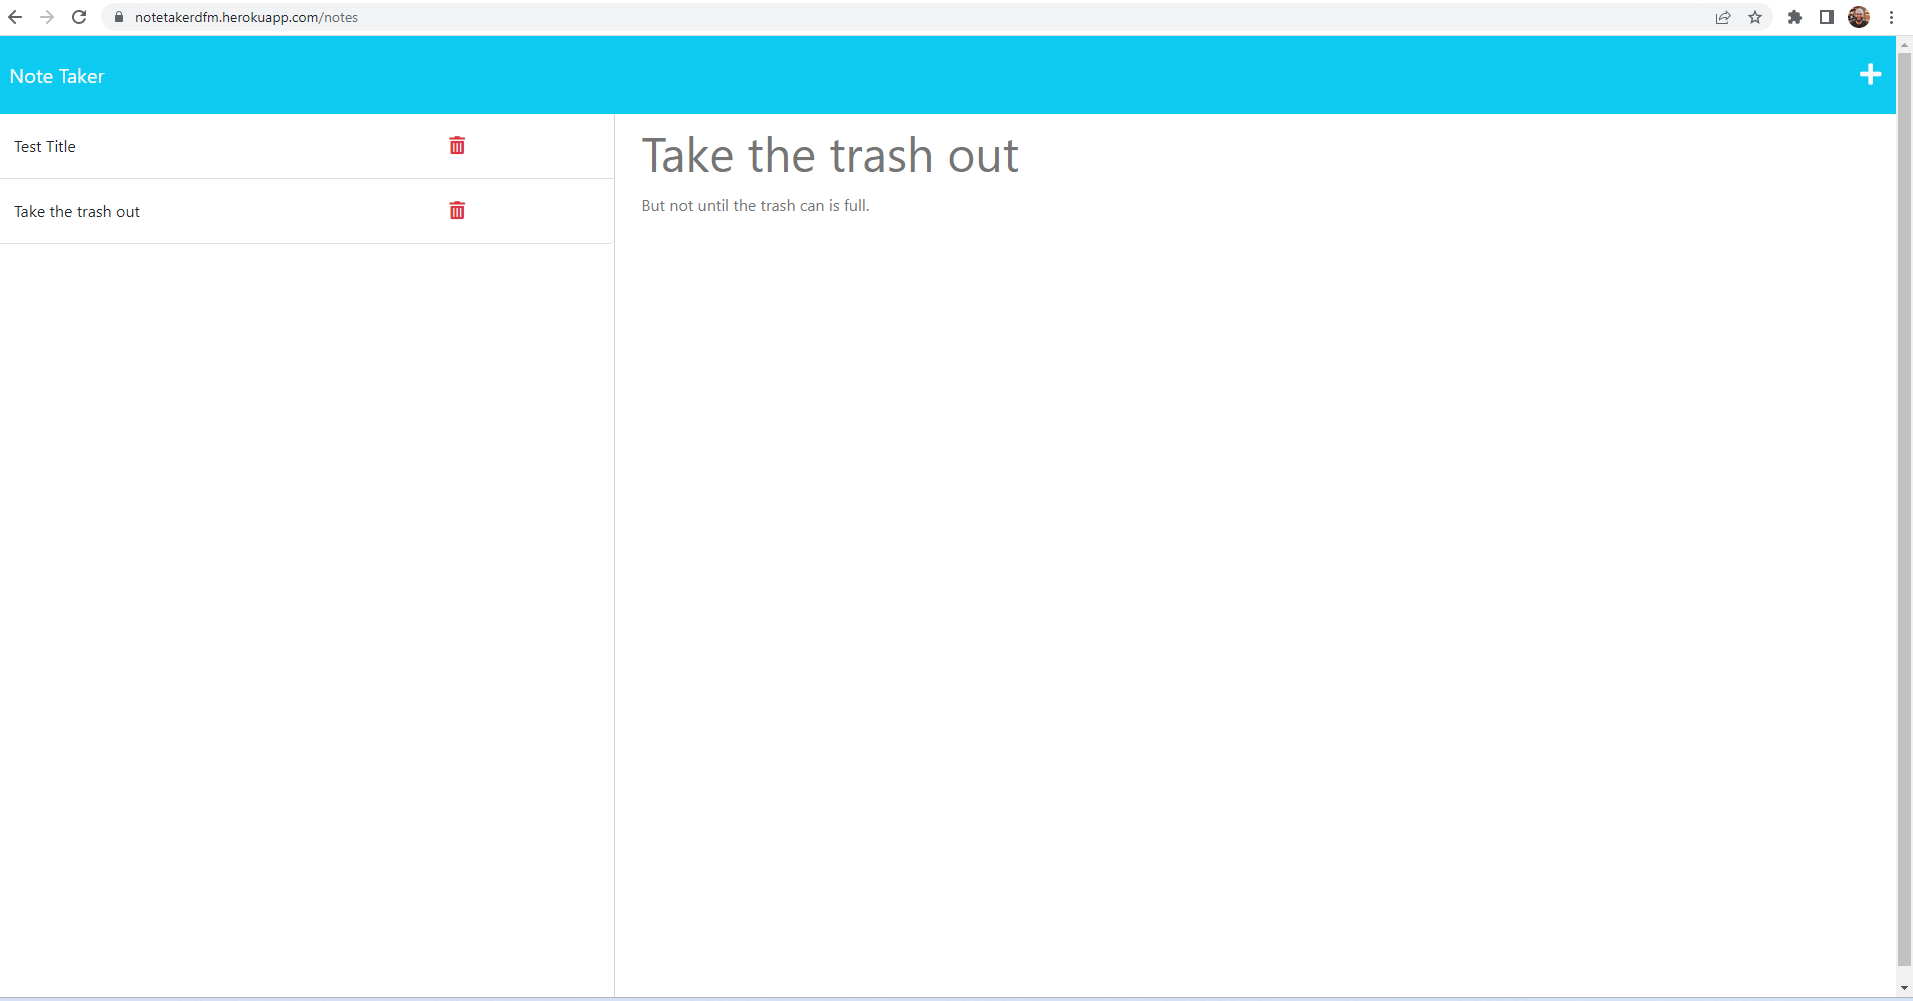 notetakerdfm.herokuapp.com/notes
Note Taker
Test Title
Take the trash out
Take the trash out
But not until the trash can is full.